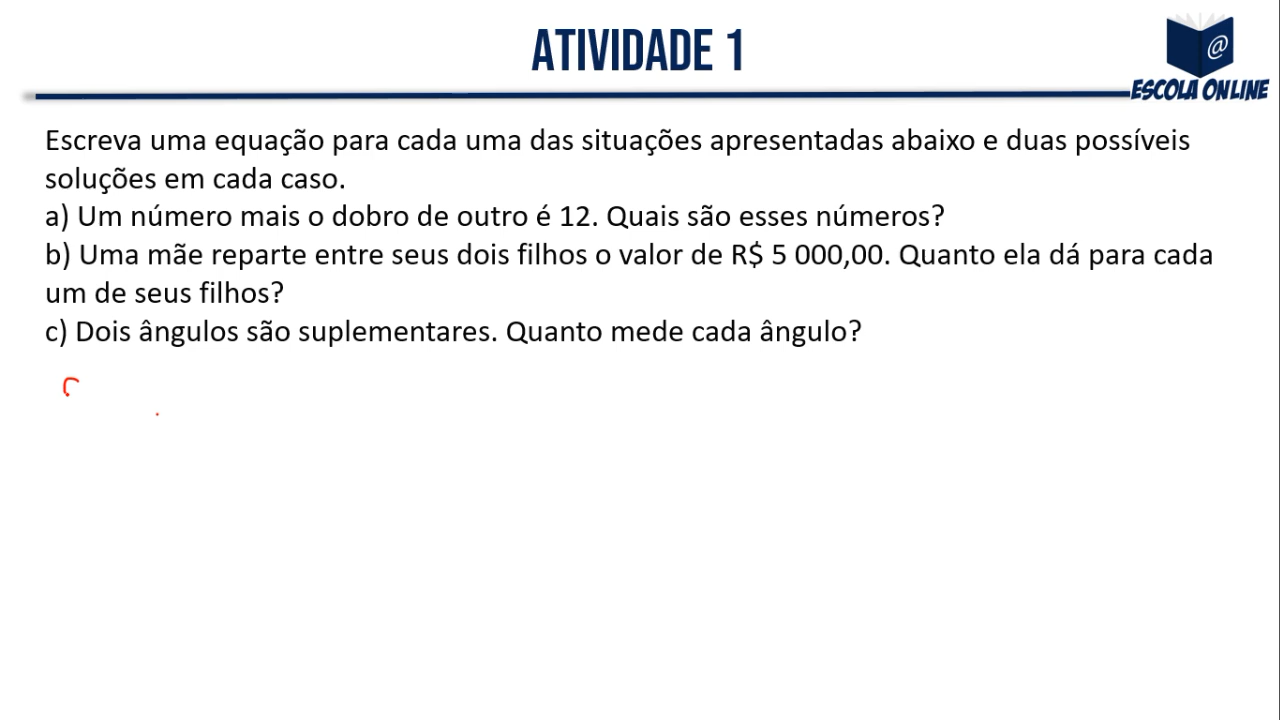 ATIVIDADE 1
@
ESCOLA ONLINE
Escreva uma equação para cada uma das situações apresentadas abaixo e duas possíveis
soluções em cada caso.
a) Um número mais o dobro de outro é 12. Quais são esses números?
b) Uma mãe reparte entre seus dois filhos o valor de R$ 5 000,00. Quanto ela dá para cada
um de seus filhos?
c) Dois ângulos são suplementares. Quanto mede cada ângulo?